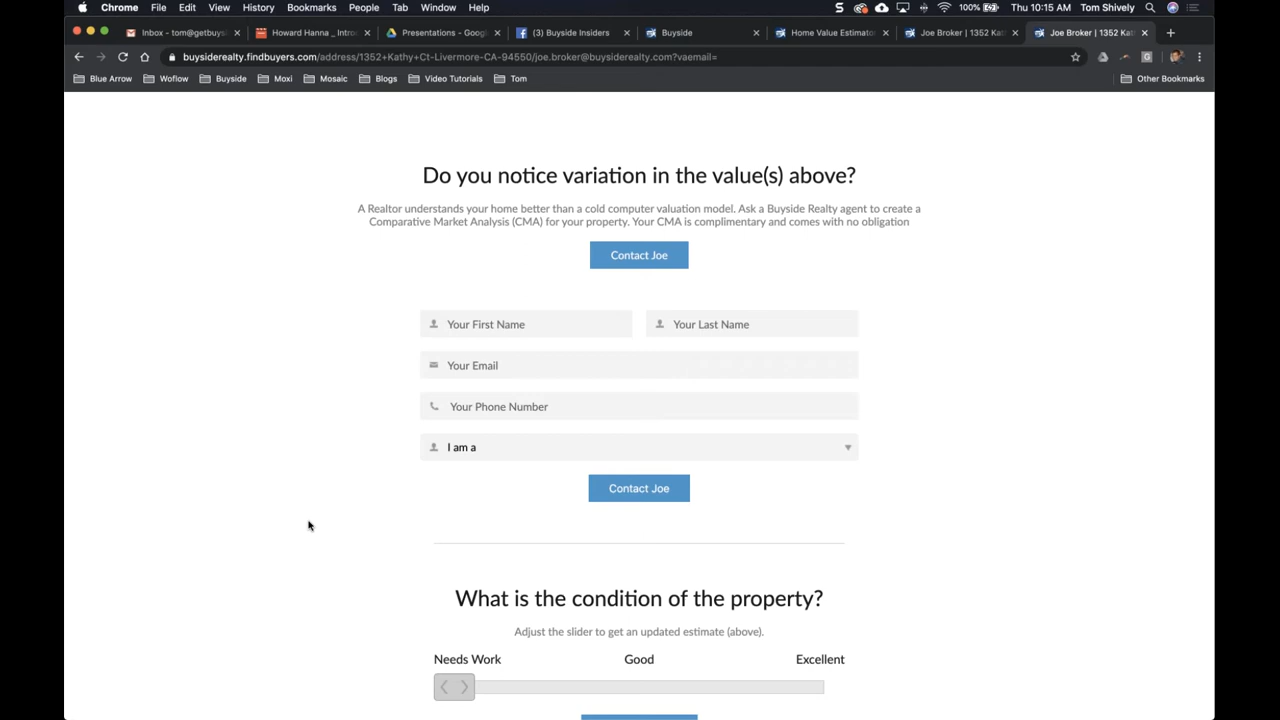 Chrome File Edit View History Bookmarks People Tab Window Help 100% Thu 10:15 AM Tom Shively
Inbox - tom@getbuys Howard Hanna _ Intro Presentations - Googl (3) Buyside Insiders Buyside Home Value Estimato Joe Broker | 1352 Kat Joe Broker | 1352 Kat
buysiderealty.findbuyers.com/address/1352+Kathy+Ct-Livermore-CA-94550/joe.broker@buysiderealty.com?vaemail=
Blue Arrow Woflow Buyside Moxi Mosaic Blogs Video Tutorials Tom Other Bookmarks
Do you notice variation in the value(s) above?
A Realtor understands your home better than a cold computer valuation model. Ask a Buyside Realty agent to create a
Comparative Market Analysis (CMA) for your property. Your CMA is complimentary and comes with no obligation
Contact Joe
Your First Name Your Last Name
Your Email
Your Phone Number
I am a
Contact Joe
What is the condition of the property?
Adjust the slider to get an updated estimate (above).
Needs Work Good Excellent